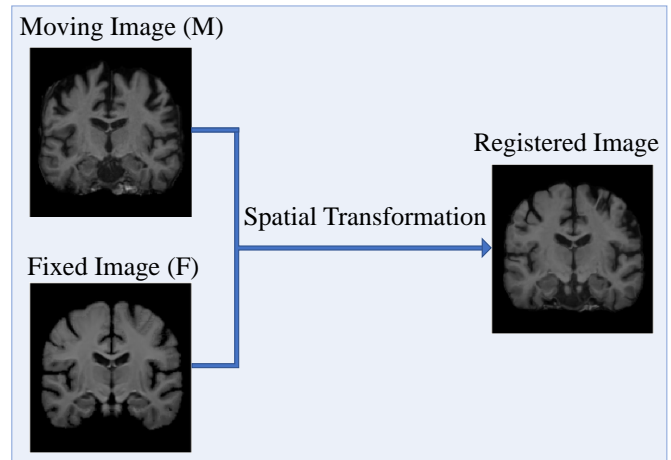 Moving Image (M)
Registered Image
Spatial Transformation
Fixed Image (F)